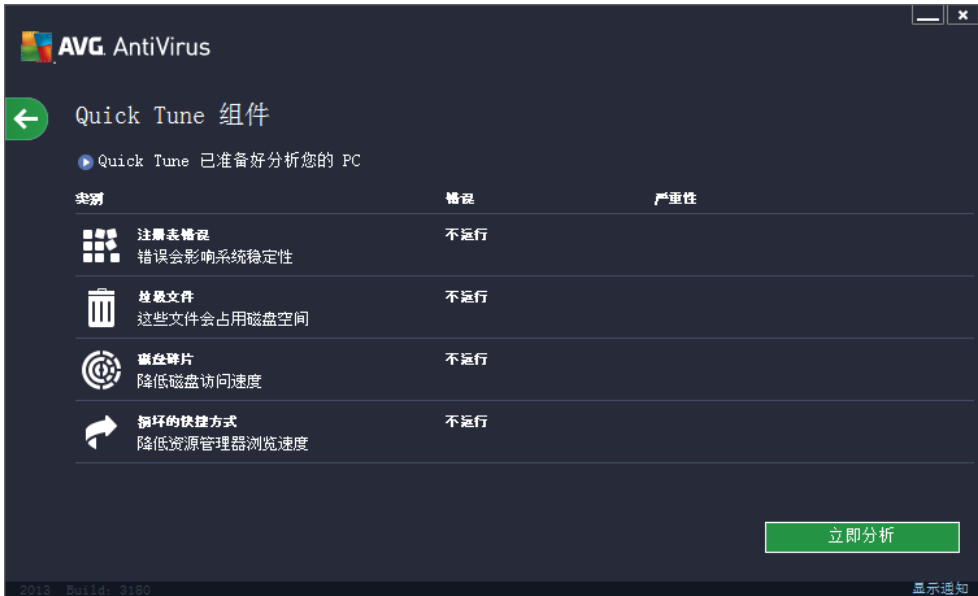 AVG. AntiVirus
Quick Tune 组件
Quick Tune 已准备好分析您的 PC
类别 错误 严重性
注册表错误 不运行
错误会影响系统稳定性
垃圾文件 不运行
这些文件会占用磁盘空间
磁盘碎片 不运行
降低磁盘访问速度
损坏的快捷方式 不运行
降低资源管理器浏览速度
立即分析
2013 Build: 3180 显示通知